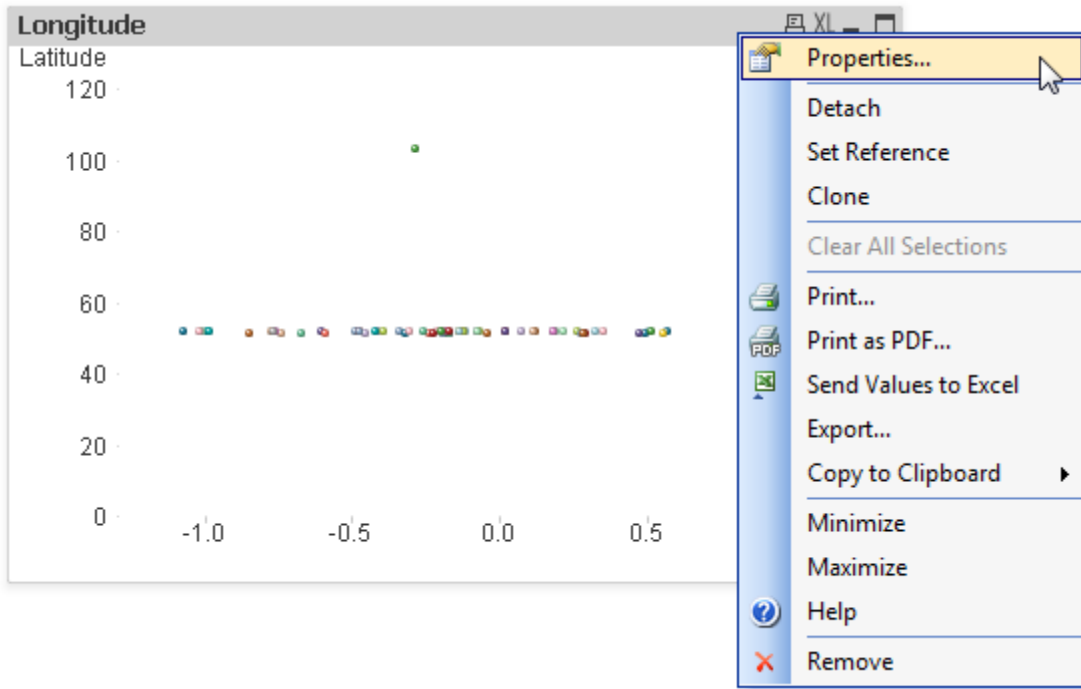 Longitude
XL
Latitude
120
100
80
60
40
20
0
-1.0
-0.5
0.0
0.5
Properties...
Detach
Set Reference
Clone
Clear All Selections
Print...
PDF
Print as PDF...
Send Values to Excel
Export...
Copy to Clipboard
Minimize
Maximize
?
Help
Remove